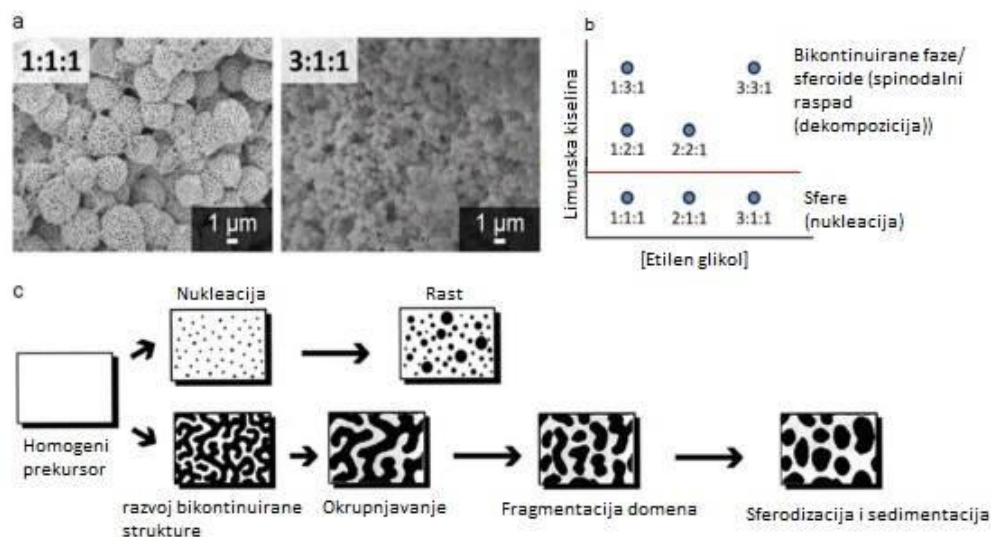 a
1:1:1
1 µm
3:1:1
1 µm
b
Limunska kiselina
1:3:1
3:3:1
1:2:1
2:2:1
1:1:1
2:1:1
3:1:1
[Etilen glikol]
Bikontinuirane faze/
sferoide (spinodalni
raspad
(dekompozicija))
Sfere
(nukleacija)
c
Nukleacija
Rast
Homogeni
prekursor
razvoj bikontinuirane
strukture
Okrupnjavanje
Fragmentacija domena
Sferodizacija i sedimentacija